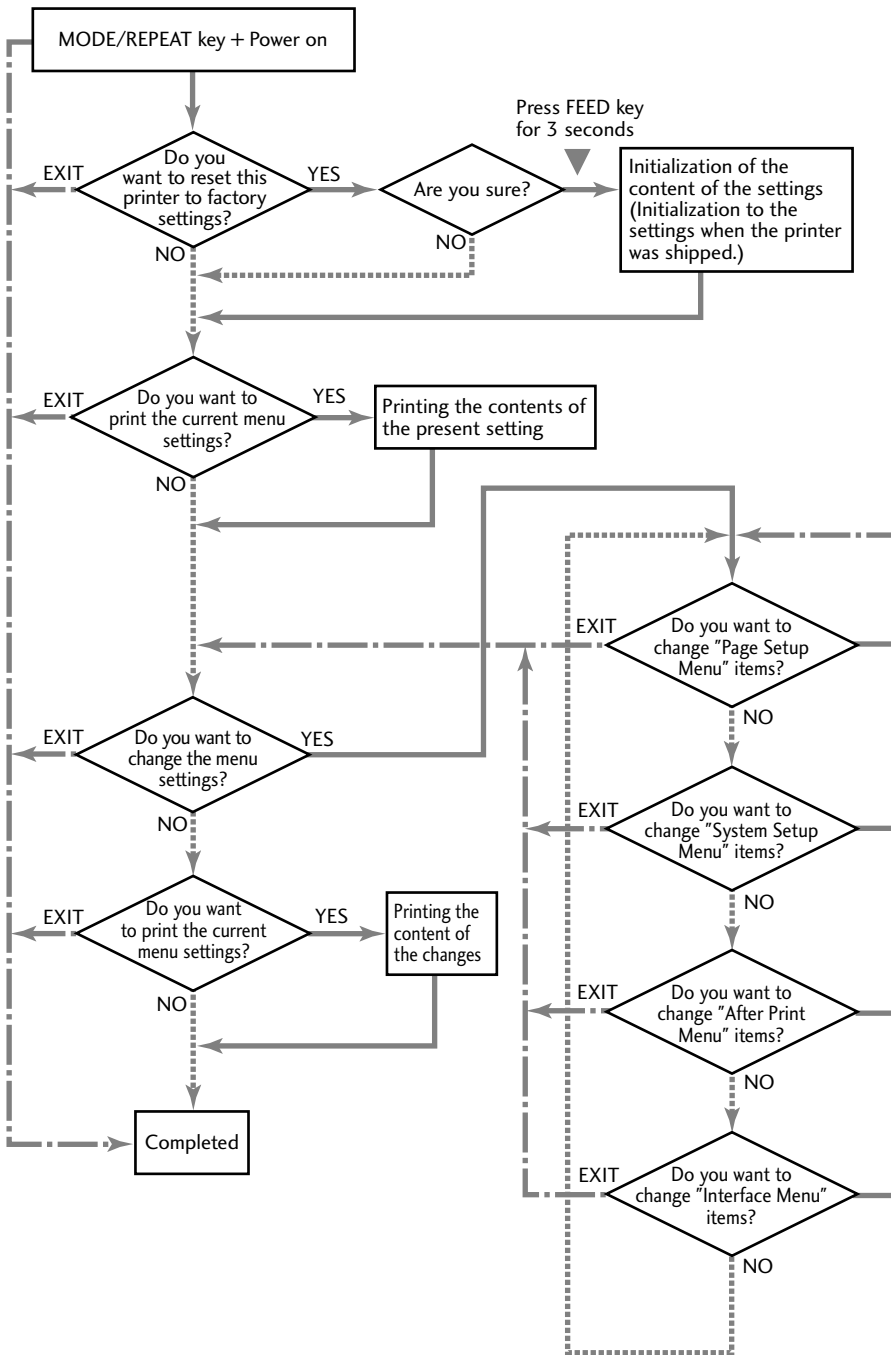 MODE/REPEAT key + Power on
Press FEED key
for 3 seconds
EXIT
Do you
want to reset this
printer to factory
settings?
YES
Are you sure?
Initialization of the
content of the settings
(Initialization to the
settings when the printer
was shipped.)
NO
NO
EXIT
Do you want to
print the current menu
settings?
YES
Printing the contents of
the present setting
NO
EXIT
Do you want to
change the menu
settings?
YES
NO
EXIT
Do you want
to print the current
menu settings?
YES
Printing the
content of
the changes
NO
Completed
EXIT
Do you want to
change "Page Setup
Menu" items?
NO
EXIT
Do you want to
change "System Setup
Menu" items?
NO
EXIT
Do you want to
change "After Print
Menu" items?
NO
EXIT
Do you want to
change "Interface Menu"
items?
NO